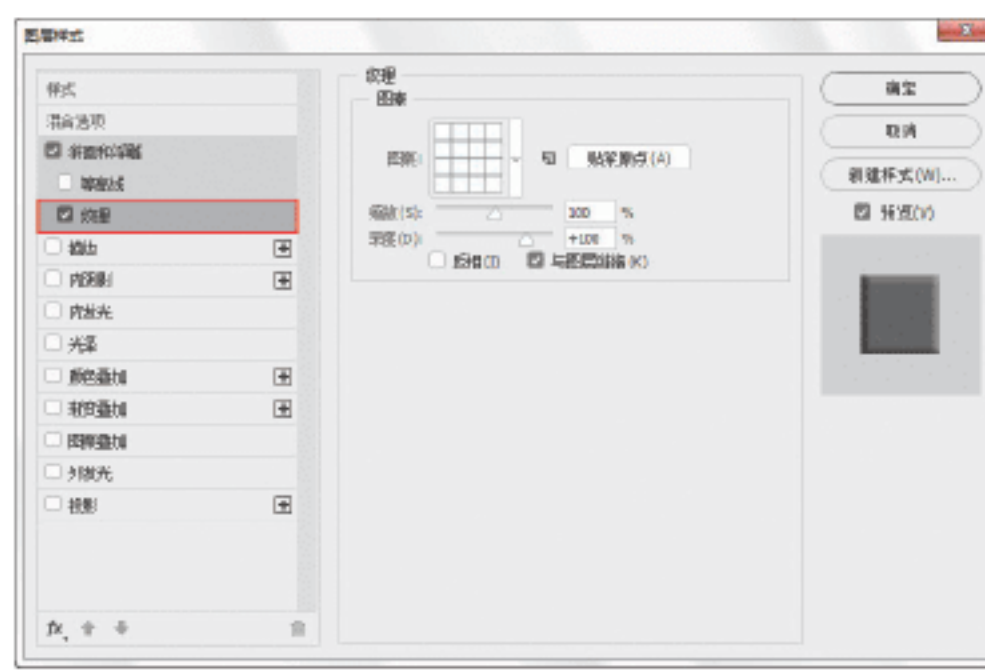 图层样式
样式
混合选项
斜面和浮雕
等高线
纹理
描边
内阴影
内发光
光泽
颜色叠加
渐变叠加
图案叠加
外发光
投影
fx
纹理
图案
图案:
贴紧原点(A)
缩放(S): 100 %
深度(D): +100 %
反相(I) 与图层链接(K)
确定
取消
新建样式(W)...
预览(V)